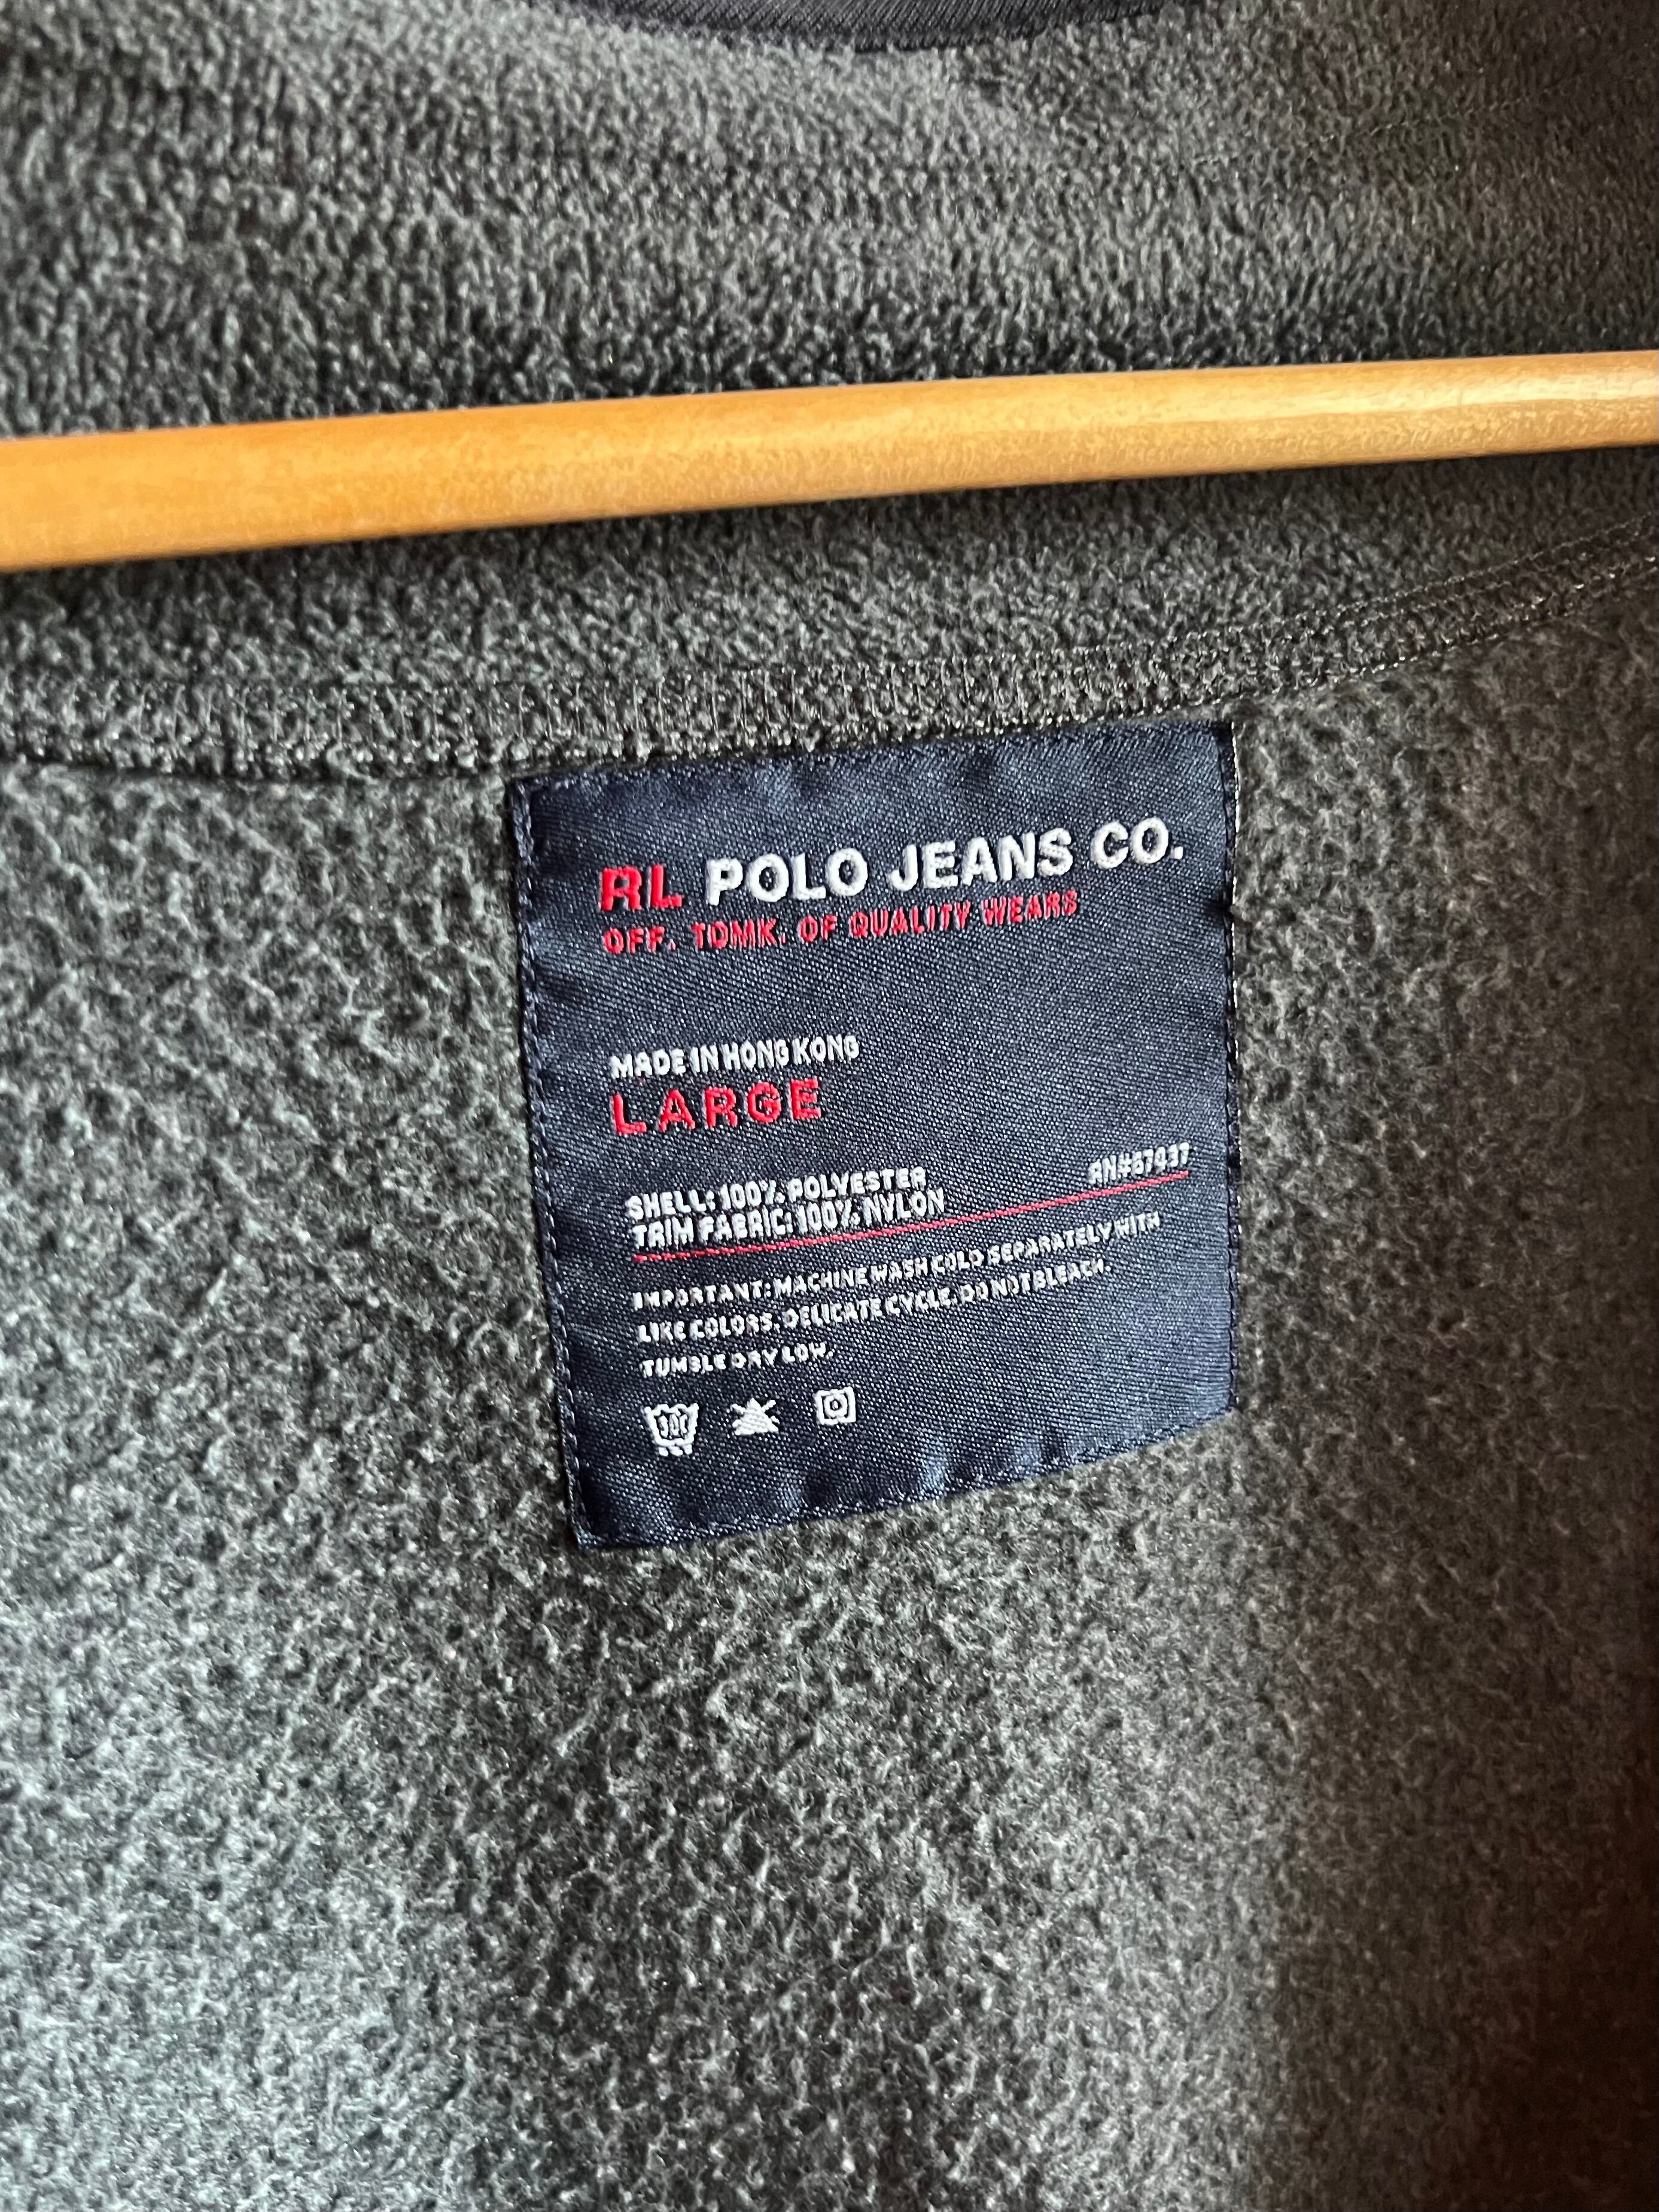 RL POLO JEANS CO.
OFF. TDMK. OF QUALITY WEARS
MADE IN HONG KONG
LARGE
SHELL: 100% POLYESTER
TRIM FABRIC: 100% NYLON
RN#67937
IMPORTANT: MACHINE WASH COLD SEPARATELY WITH
LIKE COLORS. DELICATE CYCLE. DO NOT BLEACH.
TUMBLE DRY LOW.